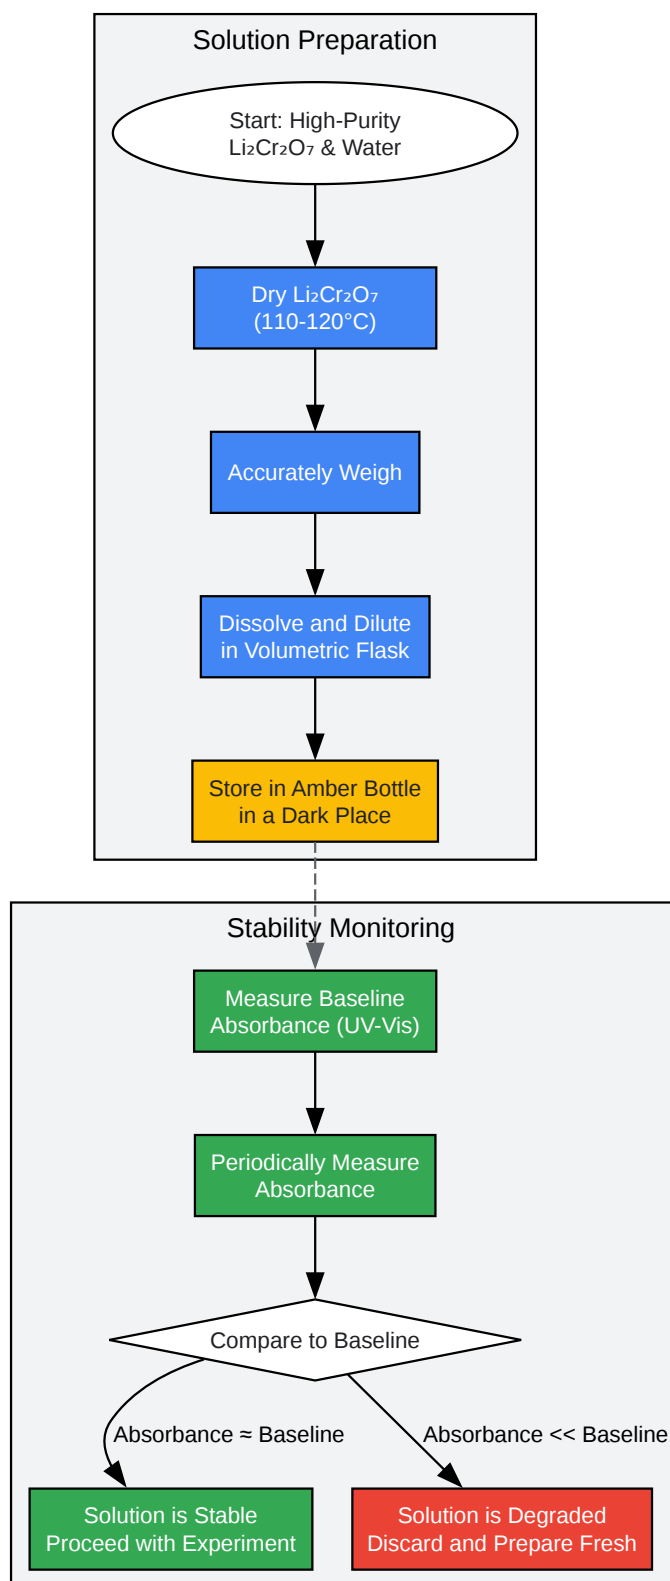 Solution Preparation
Start: High-Purity
Li₂Cr₂O₇ & Water
Dry Li₂Cr₂O₇
(110-120°C)
Accurately Weigh
Dissolve and Dilute
in Volumetric Flask
Store in Amber Bottle
in a Dark Place
Stability Monitoring
Measure Baseline
Absorbance (UV-Vis)
Periodically Measure
Absorbance
Compare to Baseline
Absorbance ≈ Baseline
Absorbance << Baseline
Solution is Stable
Proceed with Experiment
Solution is Degraded
Discard and Prepare Fresh